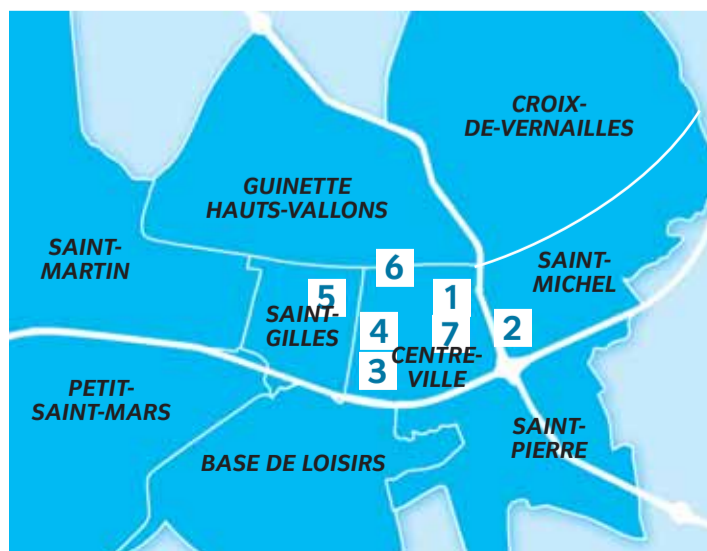 CROIX-
DE-VERNAILLES
GUINETTE
HAUTS-VALLONS
SAINT-
MARTIN
6
SAINT-
MICHEL
5
1
SAINT-
GILLES
4
7
2
3
CENTRE-
VILLE
PETIT-
SAINT-MARS
SAINT-
PIERRE
BASE DE LOISIRS